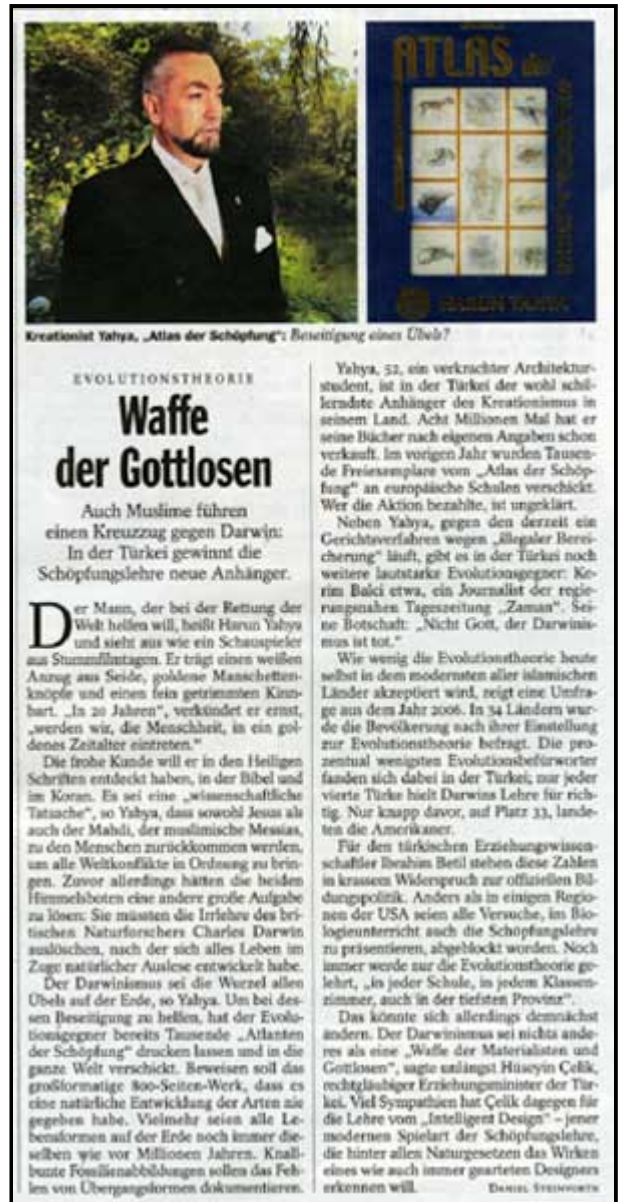 ATLAS der
SCHÖPFUNG
HARUN YAHYA
Kreationist Yahya, „Atlas der Schöpfung“: Beseitigung eines Übels?
EVOLUTIONSTHEORIE
Waffe
der Gottlosen
Auch Muslime führen
einen Kreuzzug gegen Darwin:
In der Türkei gewinnt die
Schöpfungslehre neue Anhänger.
Der Mann, der bei der Rettung der
Welt helfen will, heißt Harun Yahya
und sieht aus wie ein Schauspieler
aus Stummfilmtagen. Er trägt einen weißen
Anzug aus Seide, goldene Manschetten-
knöpfe und einen fein getrimmten Kinn-
bart. „In 20 Jahren“, verkündet er ernst,
„werden wir, die Menschheit, in ein gol-
denes Zeitalter eintreten.“
Die frohe Kunde will er in den Heiligen
Schriften entdeckt haben, in der Bibel und
im Koran. Es sei eine „wissenschaftliche
Tatsache“, so Yahya, dass sowohl Jesus als
auch der Mahdi, der muslimische Messias,
zu den Menschen zurückkommen werden,
um alle Weltkonflikte in Ordnung zu brin-
gen. Zuvor allerdings hätten die beiden
Himmelsboten eine andere große Aufgabe
zu lösen: Sie müssten die Irrlehre des bri-
tischen Naturforschers Charles Darwin
auslöschen, nach der sich alles Leben im
Zuge natürlicher Auslese entwickelt habe.
Der Darwinismus sei die Wurzel allen
Übels auf der Erde, so Yahya. Um bei des-
sen Beseitigung zu helfen, hat der Evolu-
tionsgegner bereits Tausende „Atlanten
der Schöpfung“ drucken lassen und in die
ganze Welt verschickt. Beweisen soll das
großformatige 800-Seiten-Werk, dass es
eine natürliche Entwicklung der Arten nie
gegeben habe. Vielmehr seien alle Le-
bensformen auf der Erde noch immer die-
selben wie vor Millionen Jahren. Knall-
bunte Fossilienabbildungen sollen das Feh-
len von Übergangsformen dokumentieren.
Yahya, 52, ein verkrachter Architektur-
student, ist in der Türkei der wohl schil-
lerndste Anhänger des Kreationismus in
seinem Land. Acht Millionen Mal hat er
seine Bücher nach eigenen Angaben schon
verkauft. Im vorigen Jahr wurden Tausen-
de Freiexemplare vom „Atlas der Schöp-
fung“ an europäische Schulen verschickt.
Wer die Aktion bezahlte, ist ungeklärt.
Neben Yahya, gegen den derzeit ein
Gerichtsverfahren wegen „illegaler Berei-
cherung“ läuft, gibt es in der Türkei noch
weitere lautstarke Evolutionsgegner: Ke-
rim Balci etwa, ein Journalist der regie-
rungsnahen Tageszeitung „Zaman“. Sei-
ne Botschaft: „Nicht Gott, der Darwinis-
mus ist tot.“
Wie wenig die Evolutionstheorie heute
selbst in dem modernsten aller islamischen
Länder akzeptiert wird, zeigt eine Umfra-
ge aus dem Jahr 2006. In 34 Ländern wur-
de die Bevölkerung nach ihrer Einstellung
zur Evolutionstheorie befragt. Die pro-
zentual wenigsten Evolutionsbefürworter
fanden sich dabei in der Türkei; nur jeder
vierte Türke hielt Darwins Lehre für rich-
tig. Nur knapp davor, auf Platz 33, lande-
ten die Amerikaner.
Für den türkischen Erziehungswissen-
schaftler Ibrahim Betil stehen diese Zahlen
in krassem Widerspruch zur offiziellen Bil-
dungspolitik. Anders als in einigen Regio-
nen der USA seien alle Versuche, im Bio-
logieunterricht auch die Schöpfungslehre
zu präsentieren, abgeblockt worden. Noch
immer werde nur die Evolutionstheorie ge-
lehrt, „in jeder Schule, in jedem Klassen-
zimmer, auch in der tiefsten Provinz“.
Das könnte sich allerdings demnächst
ändern. Der Darwinismus sei nichts ande-
res als eine „Waffe der Materialisten und
Gottlosen“, sagte unlängst Hüseyin Çelik,
rechtgläubiger Erziehungsminister der Tür-
kei. Viel Sympathien hat Çelik dagegen für
die Lehre vom „Intelligent Design“ – jener
modernen Spielart der Schöpfungslehre,
die hinter allen Naturgesetzen das Wirken
eines wie auch immer gearteten Designers
erkennen will. DANIEL STEINVORTH